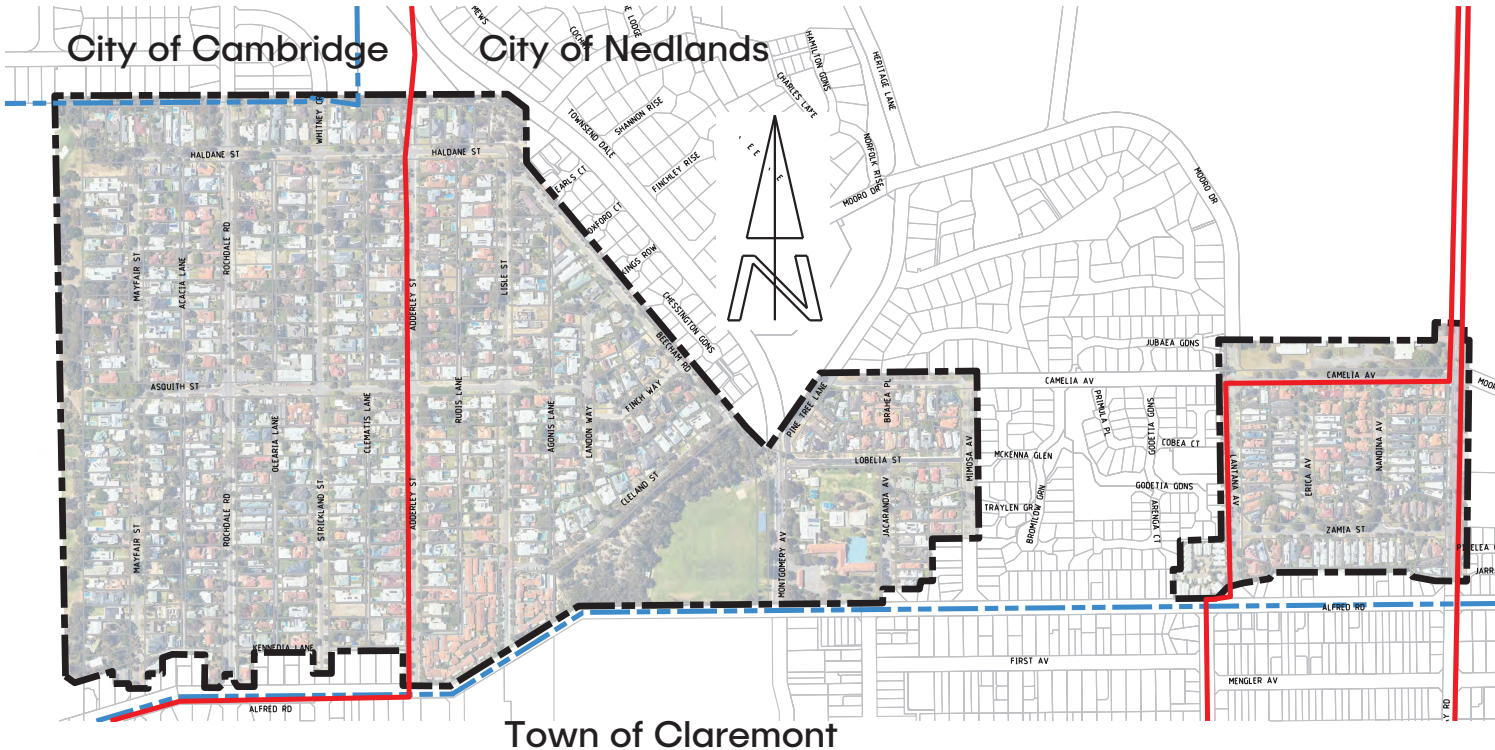 City of Cambridge
City of Nedlands
MEWS
HAMILTON GDNS
HERITAGE LANE
CHARLES LANE
WHITNEY CR
TOWNSEND DALE
SHANNON RISE
HALDANE ST
HALDANE ST
FINCHLEY RISE
NORFOLK RISE
EARLS CT
MOORO DR
MOORO DR
OXFORD CT
ROCHDALE RD
MAYFAIR ST
ACACIA LANE
KINGS ROW
LISLE ST
ADDERLEY ST
CHESSINGTON GDNS
BEECHAM RD
JUBAEA GDNS
ASQUITH ST
RUDIS LANE
FINCH WAY
PINE TREE LANE
BRAHEA PL
CAMELIA AV
CAMELIA AV
CLEMATIS LANE
OLEARIA LANE
AGONIS LANE
LANDON WAY
PRIMULA PL
GODETIA GDNS
COBEA CT
NANDINA AV
LOBELIA ST
MIMOSA AV
MCKENNA GLEN
ERICA AV
LANTANA AV
CLELAND ST
GODETIA GDNS
ROCHDALE RD
STRICKLAND ST
ADDERLEY ST
JACARANDA AV
TRAYLEN GR
BROMILOW GRN
ARENGA CT
ZAMIA ST
MAYFAIR ST
MONTGOMERY AV
ALFRED RD
KENNEDIA LANE
FIRST AV
MENGLER AV
ALFRED RD
N
Town of Claremont